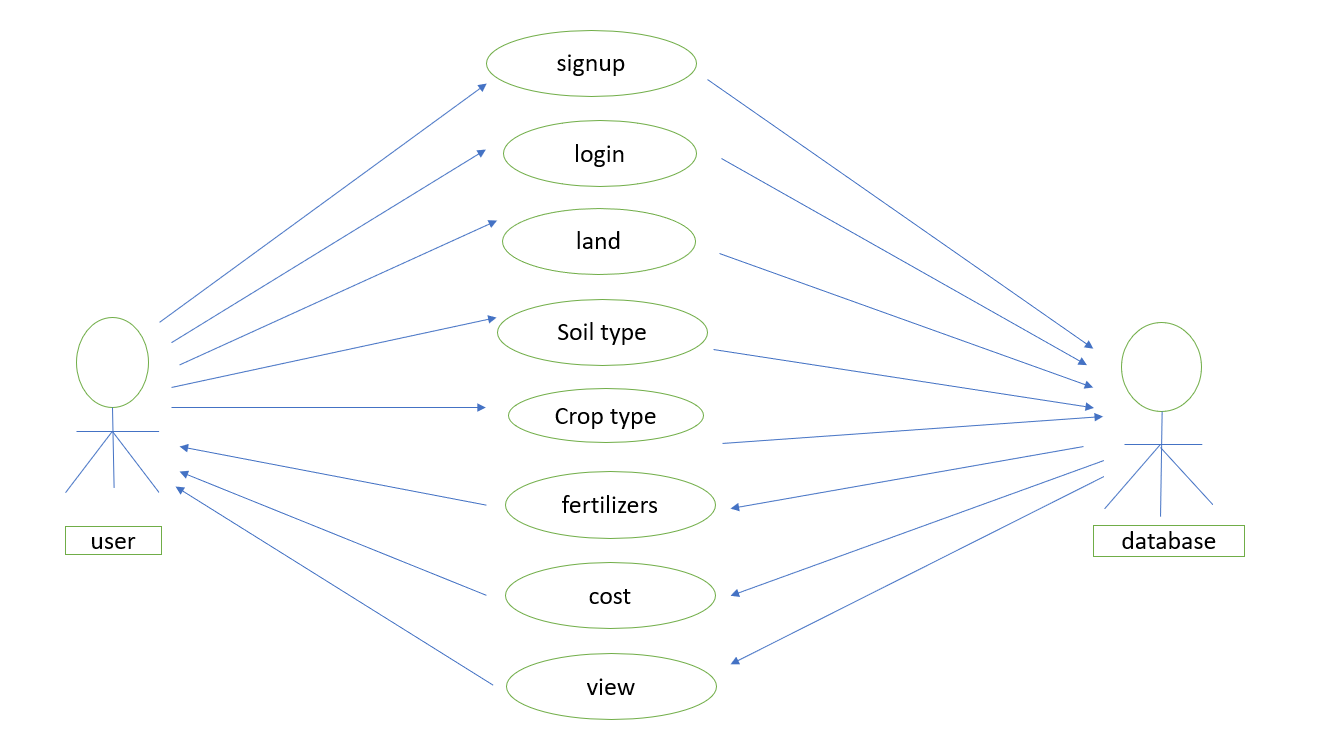 signup
login
land
Soil type
Crop type
fertilizers
user
database
cost
view